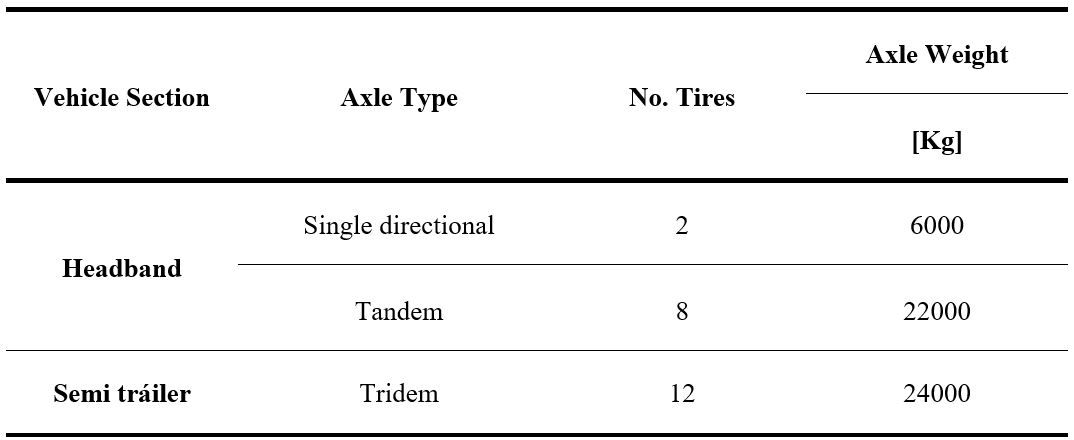 Vehicle Section Axle Type No. Tires Axle Weight
[Kg]
Headband Single directional 2 6000
Tandem 8 22000
Semi tráiler Tridem 12 24000